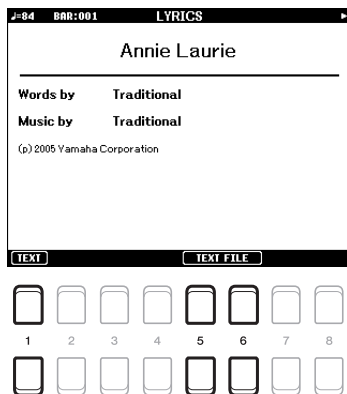 ♩=84 BAR:001 LYRICS
Annie Laurie
Words by Traditional
Music by Traditional
(p) 2005 Yamaha Corporation
TEXT TEXT FILE
1 2 3 4 5 6 7 8